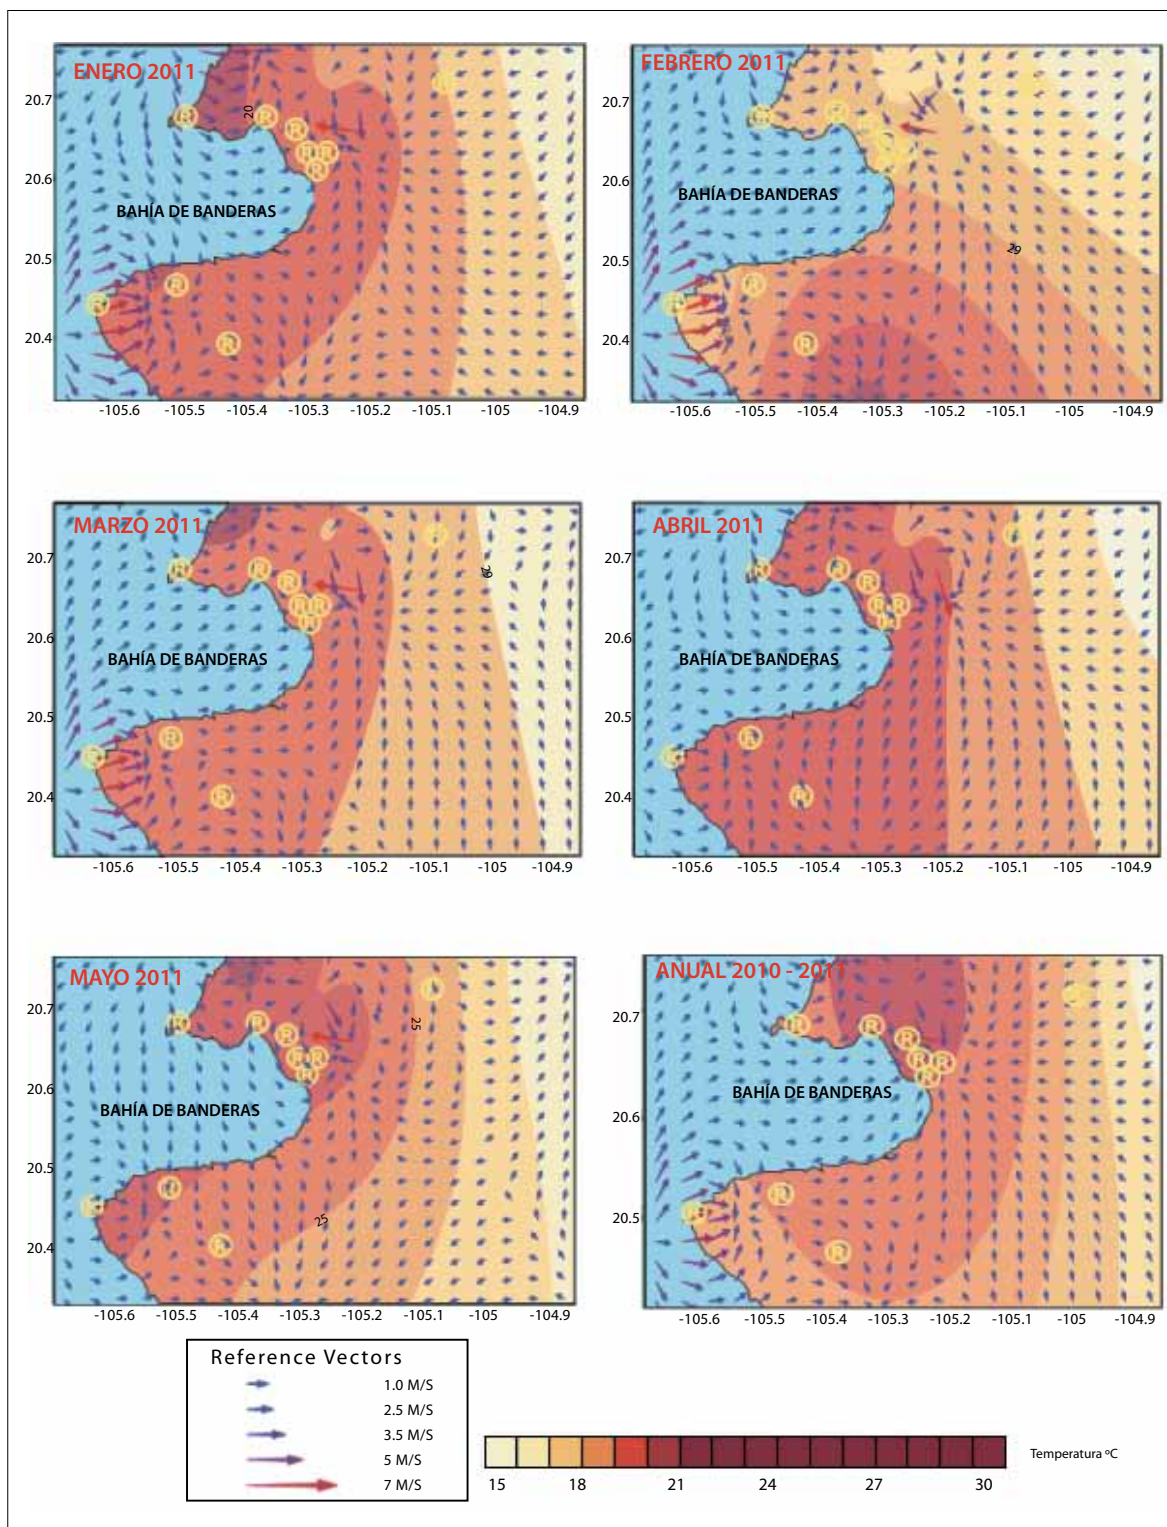 ENERO 2011
20
20.7
20.6
20.5
20.4
BAHÍA DE BANDERAS
-105.6 -105.5 -105.4 -105.3 -105.2 -105.1 -105 -104.9
FEBRERO 2011
20.7
20.6
20.5
20.4
BAHÍA DE BANDERAS
29
-105.6 -105.5 -105.4 -105.3 -105.2 -105.1 -105 -104.9
MARZO 2011
20.7
20.6
20.5
20.4
BAHÍA DE BANDERAS
29
-105.6 -105.5 -105.4 -105.3 -105.2 -105.1 -105 -104.9
ABRIL 2011
20.7
20.6
20.5
20.4
BAHÍA DE BANDERAS
-105.6 -105.5 -105.4 -105.3 -105.2 -105.1 -105 -104.9
MAYO 2011
20.7
20.6
20.5
20.4
BAHÍA DE BANDERAS
25
25
-105.6 -105.5 -105.4 -105.3 -105.2 -105.1 -105 -104.9
ANUAL 2010 - 2011
20.7
20.6
20.5
BAHÍA DE BANDERAS
-105.6 -105.5 -105.4 -105.3 -105.2 -105.1 -105 -104.9
Reference Vectors
1.0 M/S
2.5 M/S
3.5 M/S
5 M/S
7 M/S
15 18 21 24 27 30
Temperatura ºC